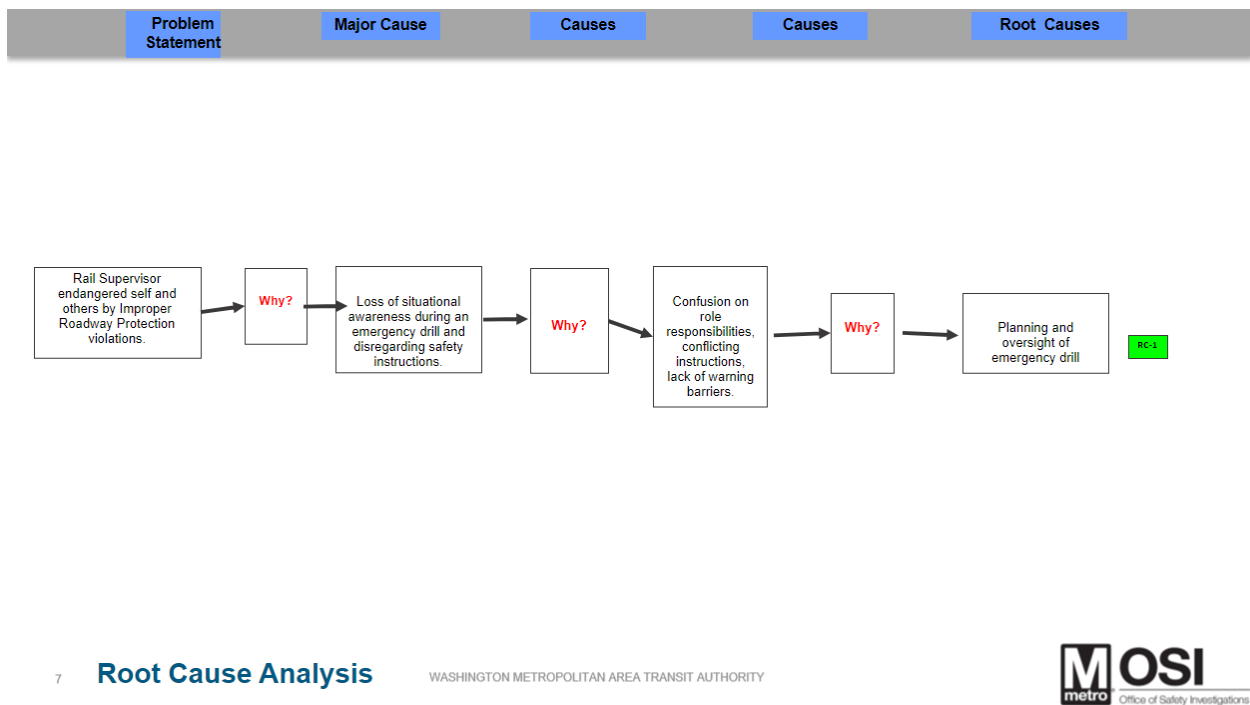 Problem
Statement
Major Cause
Causes
Causes
Root Causes
Rail Supervisor
endangered self and
others by Improper
Roadway Protection
violations.
Why?
Loss of situational
awareness during an
emergency drill and
disregarding safety
instructions.
Why?
Confusion on
role
responsibilities,
conflicting
instructions,
lack of warning
barriers.
Why?
Planning and
oversight of
emergency drill
RC-1
7
Root Cause Analysis
WASHINGTON METROPOLITAN AREA TRANSIT AUTHORITY
M
metro
OSI
Office of Safety Investigations